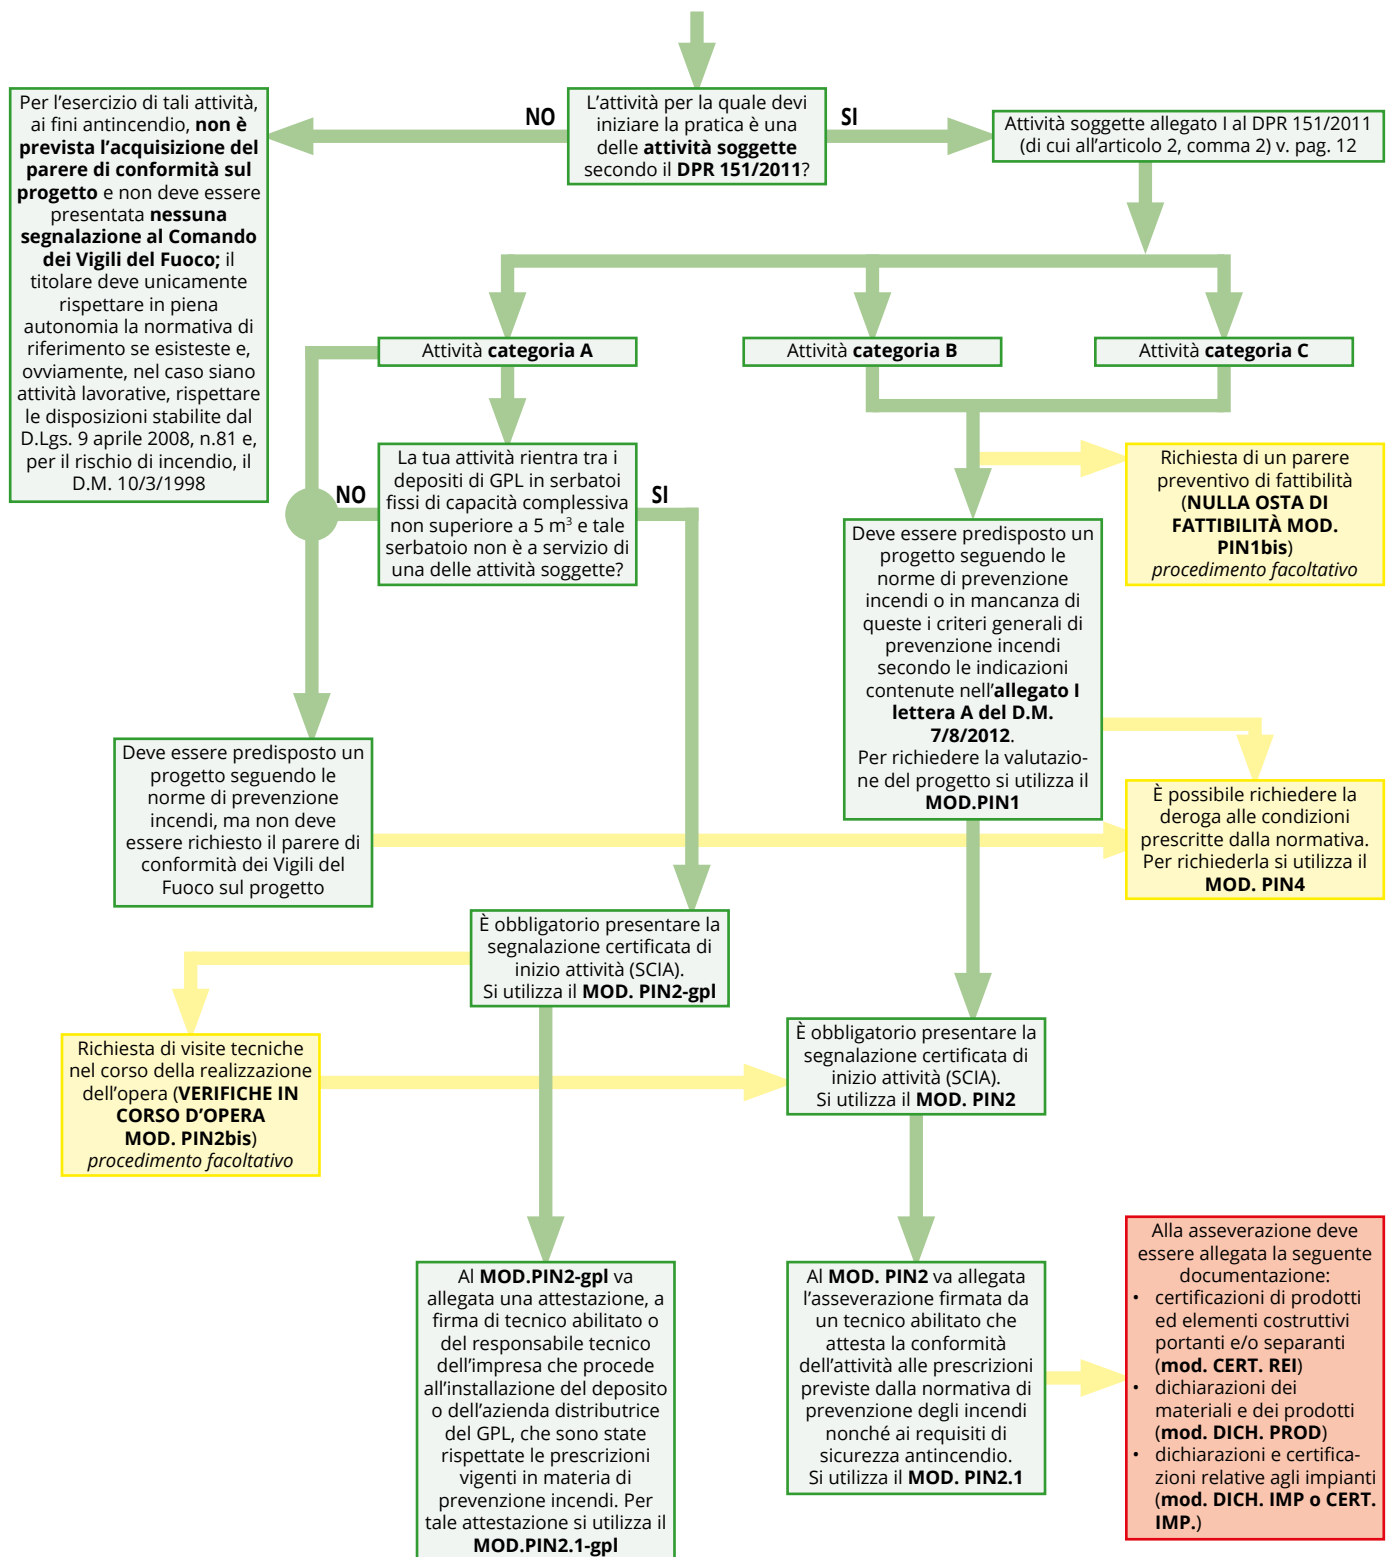 L'attività per la quale devi
iniziare la pratica è una
delle attività soggette
secondo il DPR 151/2011?
NO
SI
Per l'esercizio di tali attività,
ai fini antincendio, non è
prevista l'acquisizione del
parere di conformità sul
progetto e non deve essere
presentata nessuna
segnalazione al Comando
dei Vigili del Fuoco; il
titolare deve unicamente
rispettare in piena
autonomia la normativa di
riferimento se esisteste e,
ovviamente, nel caso siano
attività lavorative, rispettare
le disposizioni stabilite dal
D.Lgs. 9 aprile 2008, n.81 e,
per il rischio di incendio, il
D.M. 10/3/1998
Attività soggette allegato I al DPR 151/2011
(di cui all'articolo 2, comma 2) v. pag. 12
Attività categoria A
Attività categoria B
Attività categoria C
La tua attività rientra tra i
depositi di GPL in serbatoi
fissi di capacità complessiva
non superiore a 5 m³ e tale
serbatoio non è a servizio di
una delle attività soggette?
NO
SI
Richiesta di un parere
preventivo di fattibilità
(NULLA OSTA DI
FATTIBILITÀ MOD.
PIN1bis)
procedimento facoltativo
Deve essere predisposto un
progetto seguendo le
norme di prevenzione
incendi o in mancanza di
queste i criteri generali di
prevenzione incendi
secondo le indicazioni
contenute nell'allegato I
lettera A del D.M.
7/8/2012.
Per richiedere la valutazio-
ne del progetto si utilizza il
MOD.PIN1
Deve essere predisposto un
progetto seguendo le
norme di prevenzione
incendi, ma non deve
essere richiesto il parere di
conformità dei Vigili del
Fuoco sul progetto
È possibile richiedere la
deroga alle condizioni
prescritte dalla normativa.
Per richiederla si utilizza il
MOD. PIN4
È obbligatorio presentare la
segnalazione certificata di
inizio attività (SCIA).
Si utilizza il MOD. PIN2-gpl
Richiesta di visite tecniche
nel corso della realizzazione
dell'opera (VERIFICHE IN
CORSO D'OPERA
MOD. PIN2bis)
procedimento facoltativo
È obbligatorio presentare la
segnalazione certificata di
inizio attività (SCIA).
Si utilizza il MOD. PIN2
Al MOD.PIN2-gpl va
allegata una attestazione, a
firma di tecnico abilitato o
del responsabile tecnico
dell'impresa che procede
all'installazione del deposito
o dell'azienda distributrice
del GPL, che sono state
rispettate le prescrizioni
vigenti in materia di
prevenzione incendi. Per
tale attestazione si utilizza il
MOD.PIN2.1-gpl
Al MOD. PIN2 va allegata
l'asseverazione firmata da
un tecnico abilitato che
attesta la conformità
dell'attività alle prescrizioni
previste dalla normativa di
prevenzione degli incendi
nonché ai requisiti di
sicurezza antincendio.
Si utilizza il MOD. PIN2.1
Alla asseverazione deve
essere allegata la seguente
documentazione:
• certificazioni di prodotti
ed elementi costruttivi
portanti e/o separanti
(mod. CERT. REI)
• dichiarazioni dei
materiali e dei prodotti
(mod. DICH. PROD)
• dichiarazioni e certifica-
zioni relative agli impianti
(mod. DICH. IMP o CERT.
IMP.)